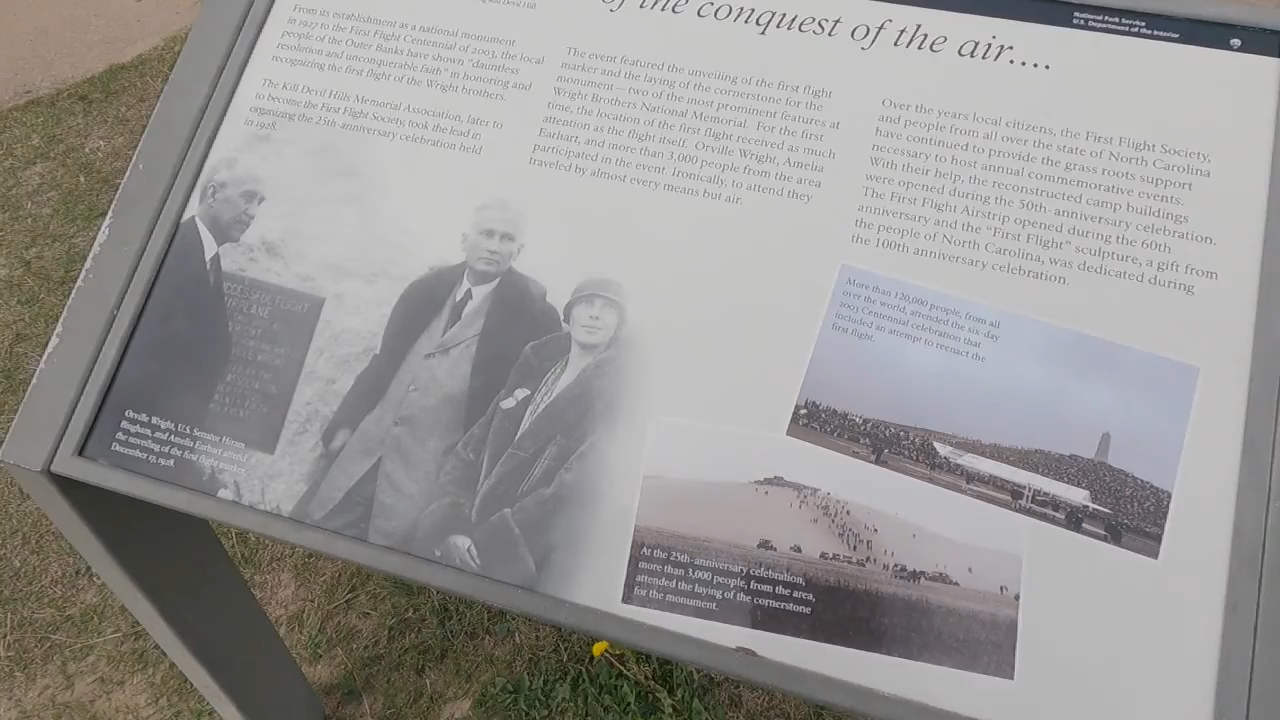 Kill Devil Hill
of the conquest of the air....
National Park Service
U.S. Department of the Interior
From its establishment as a national monument
in 1927 to the First Flight Centennial of 2003, the local
people of the Outer Banks have shown "dauntless
resolution and unconquerable faith" in honoring and
recognizing the first flight of the Wright brothers.
The Kill Devil Hills Memorial Association, later to
to become the First Flight Society, took the lead in
organizing the 25th-anniversary celebration held
in 1928.
The event featured the unveiling of the first flight
marker and the laying of the cornerstone for the
monument—two of the most prominent features at
Wright Brothers National Memorial. For the first
time, the location of the first flight received as much
attention as the flight itself. Orville Wright, Amelia
Earhart, and more than 3,000 people from the area
participated in the event. Ironically, to attend they
traveled by almost every means but air.
Over the years local citizens, the First Flight Society,
and people from all over the state of North Carolina
have continued to provide the grass roots support
necessary to host annual commemorative events.
With their help, the reconstructed camp buildings
were opened during the 50th-anniversary celebration.
The First Flight Airstrip opened during the 60th
anniversary and the "First Flight" sculpture, a gift from
the people of North Carolina, was dedicated during
the 100th anniversary celebration.
SUCCESSFUL FLIGHT
AIRPLANE
Orville Wright, U.S. Senator Hiram
Bingham, and Amelia Earhart attend
the unveiling of the first flight marker,
December 17, 1928.
More than 120,000 people, from all
over the world, attended the six-day
2003 Centennial celebration that
included an attempt to reenact the
first flight.
At the 25th-anniversary celebration,
more than 3,000 people, from the area,
attended the laying of the cornerstone
for the monument.